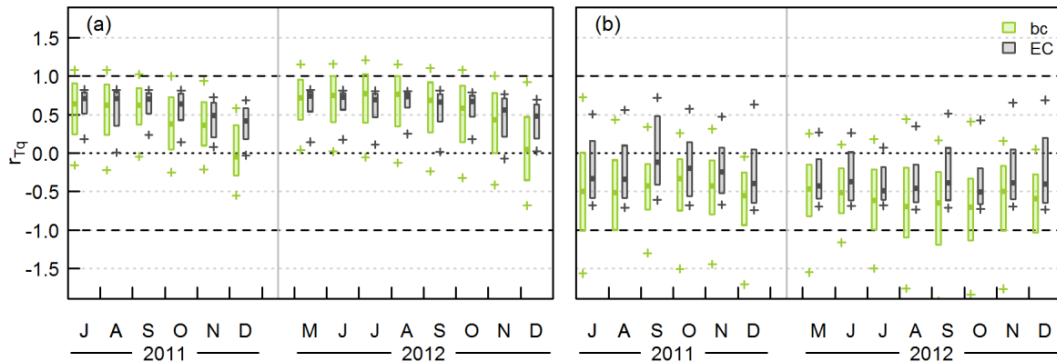 (a)
(b)
bc
EC
r_Tq
1.5
1.0
0.5
0.0
-0.5
-1.0
-1.5
J A S O N D M J J A S O N D
2011 2012
J A S O N D M J J A S O N D
2011 2012